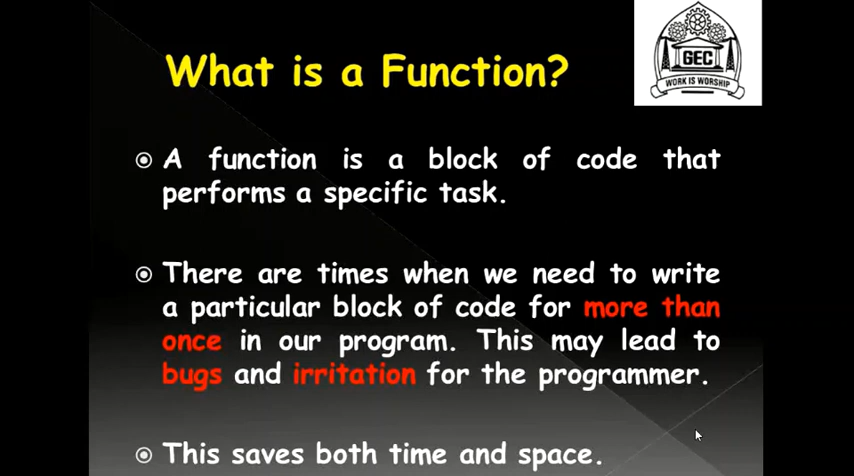 What is a Function?
GEC
WORK IS WORSHIP
A function is a block of code that
performs a specific task.
There are times when we need to write
a particular block of code for more than
once in our program. This may lead to
bugs and irritation for the programmer.
This saves both time and space.